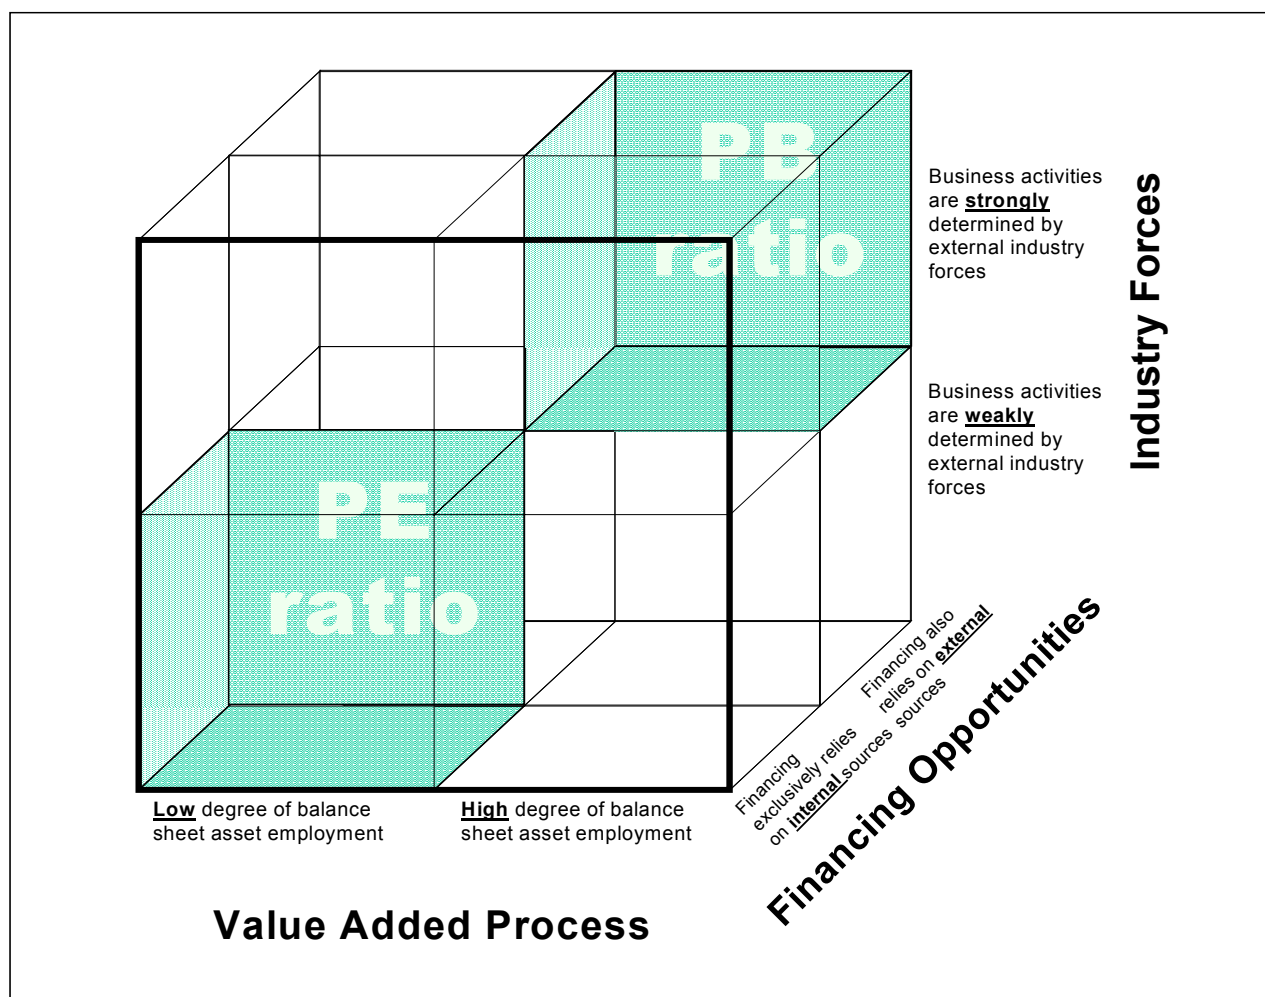 PB
ratio
Business activities
are strongly
determined by
external industry
forces
Industry Forces
Business activities
are weakly
determined by
external industry
forces
PE
ratio
Financing also
relies on external
sources
Financing
exclusively relies
on internal sources
Financing Opportunities
Low degree of balance
sheet asset employment
High degree of balance
sheet asset employment
Value Added Process